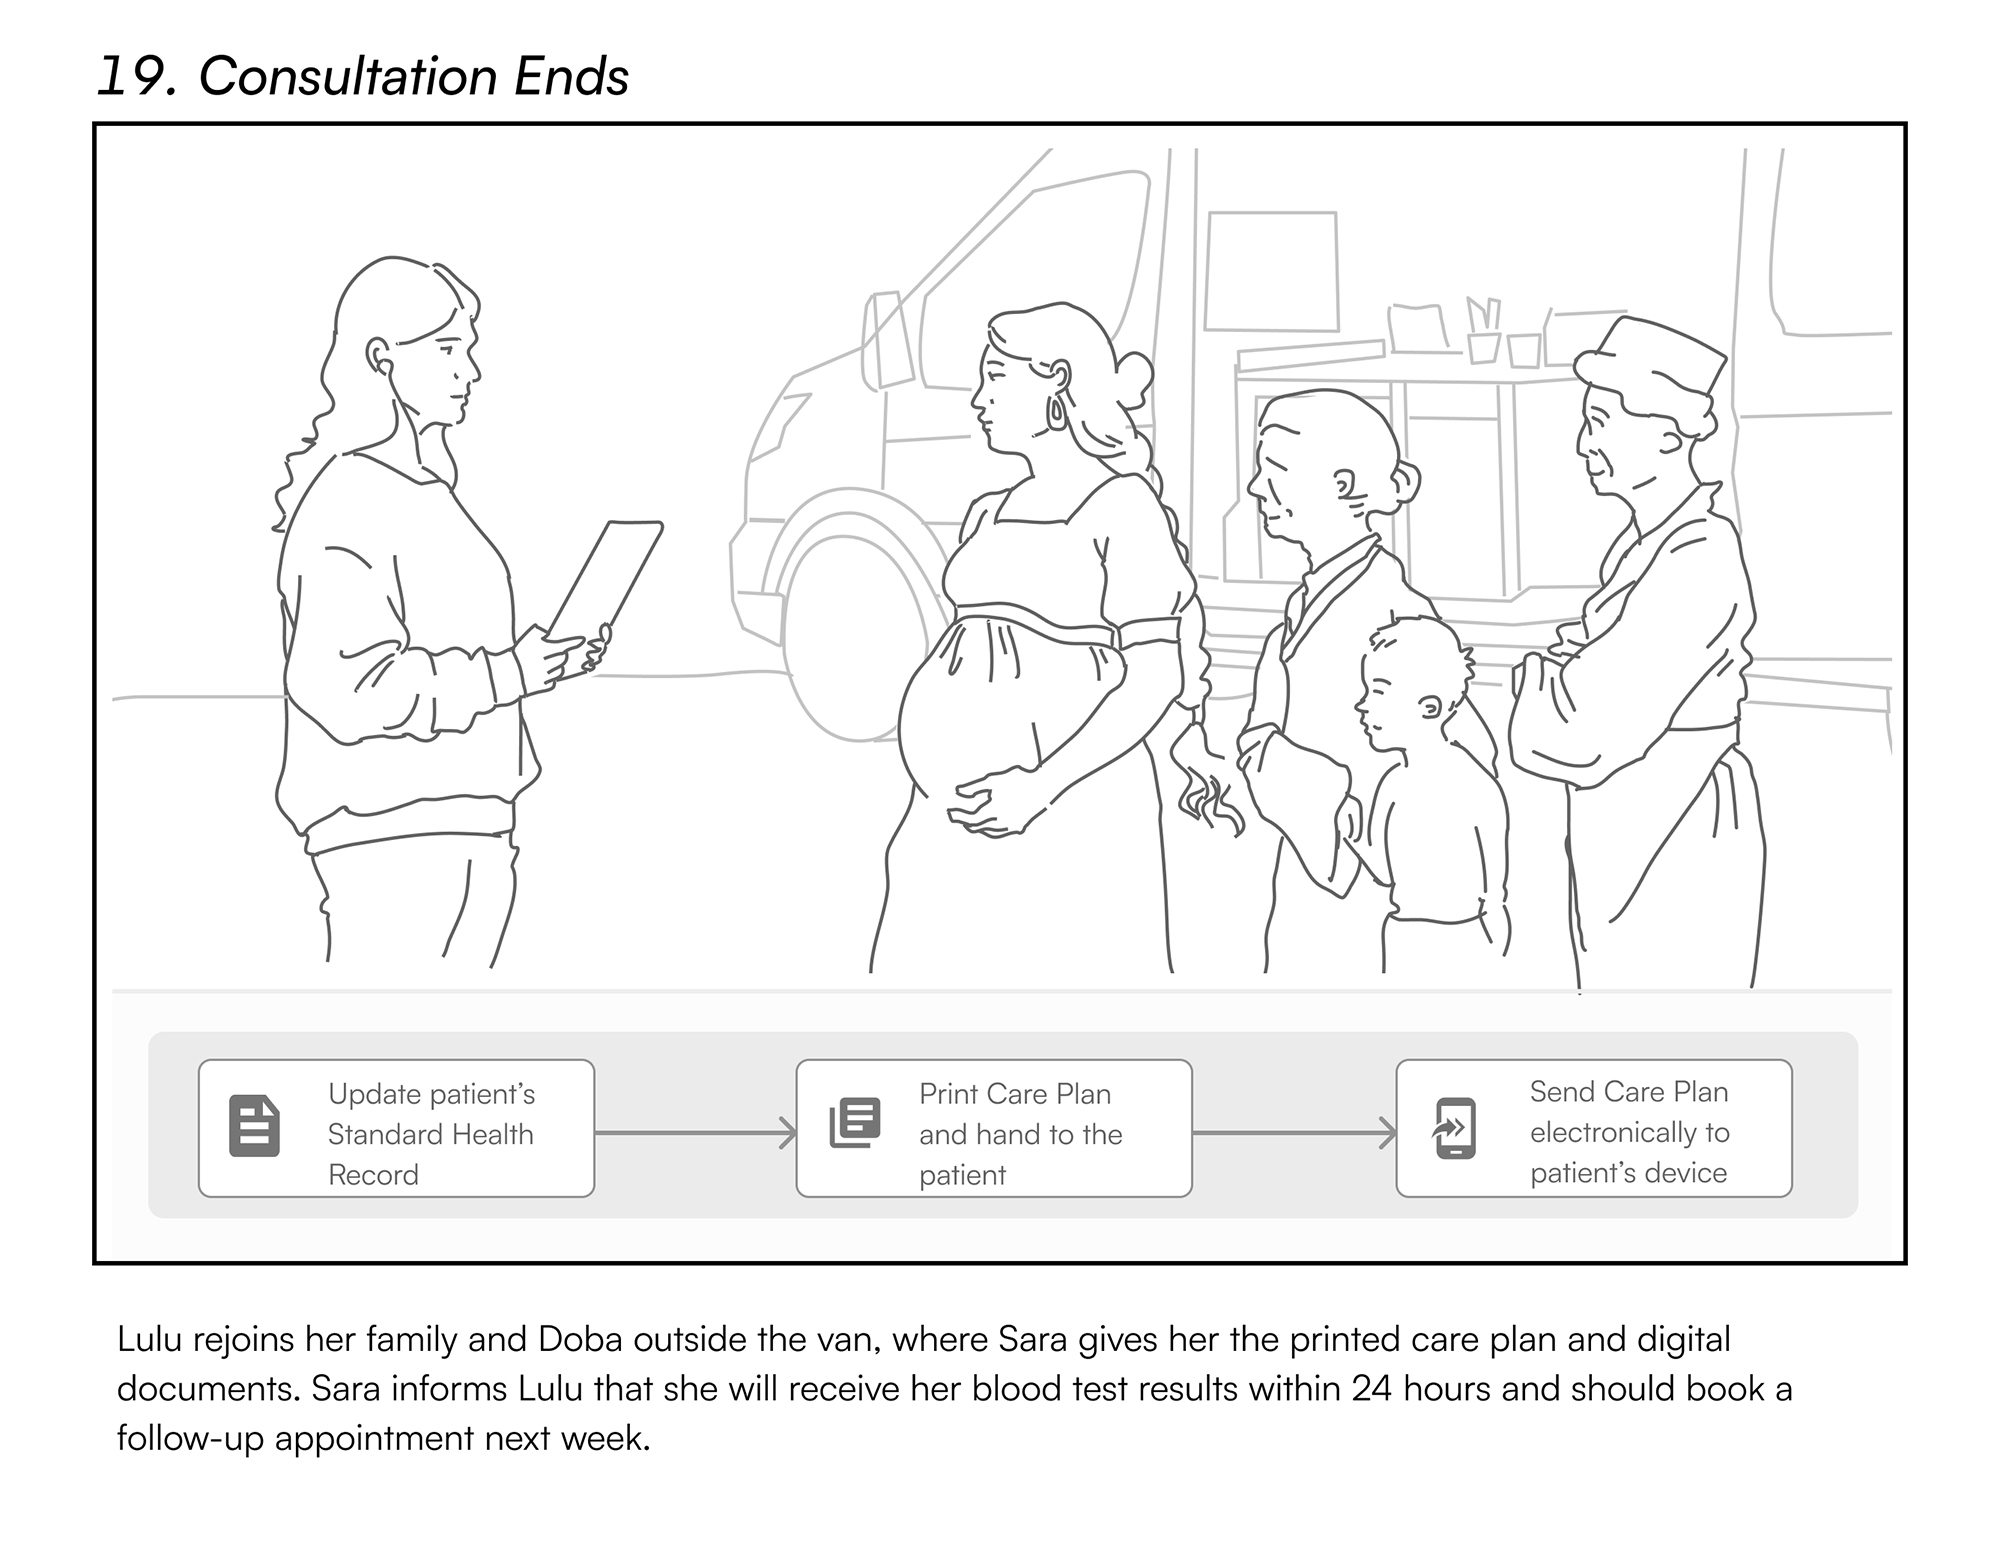 19. Consultation Ends
Update patient’s
Standard Health
Record
Print Care Plan
and hand to the
patient
Send Care Plan
electronically to
patient’s device
Lulu rejoins her family and Doba outside the van, where Sara gives her the printed care plan and digital
documents. Sara informs Lulu that she will receive her blood test results within 24 hours and should book a
follow-up appointment next week.